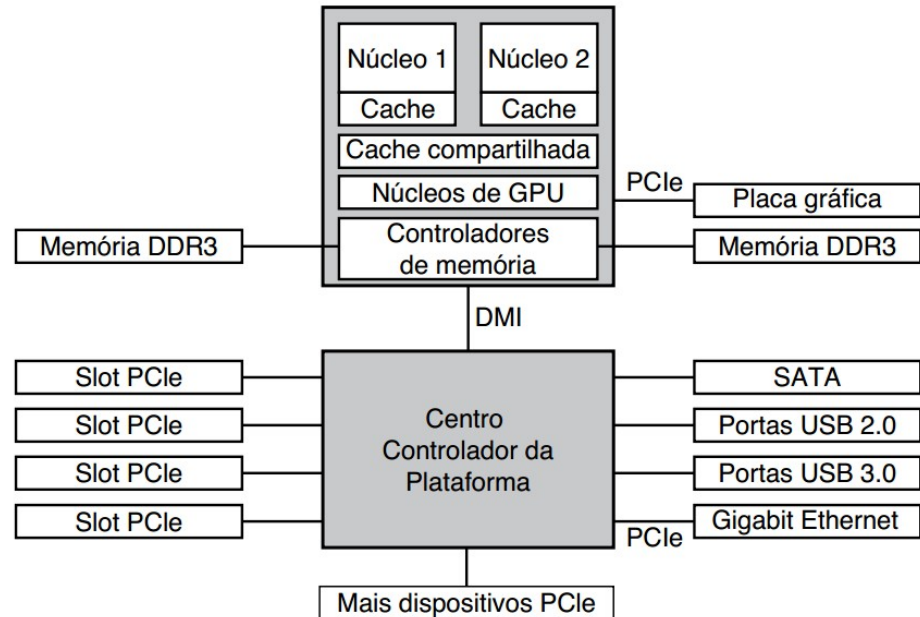 Núcleo 1
Núcleo 2
Cache
Cache
Cache compartilhada
Núcleos de GPU
PCIe
Placa gráfica
Memória DDR3
Controladores
de memória
Memória DDR3
DMI
Slot PCIe
Slot PCIe
Slot PCIe
Slot PCIe
Centro
Controlador da
Plataforma
SATA
Portas USB 2.0
Portas USB 3.0
Gigabit Ethernet
PCIe
Mais dispositivos PCIe